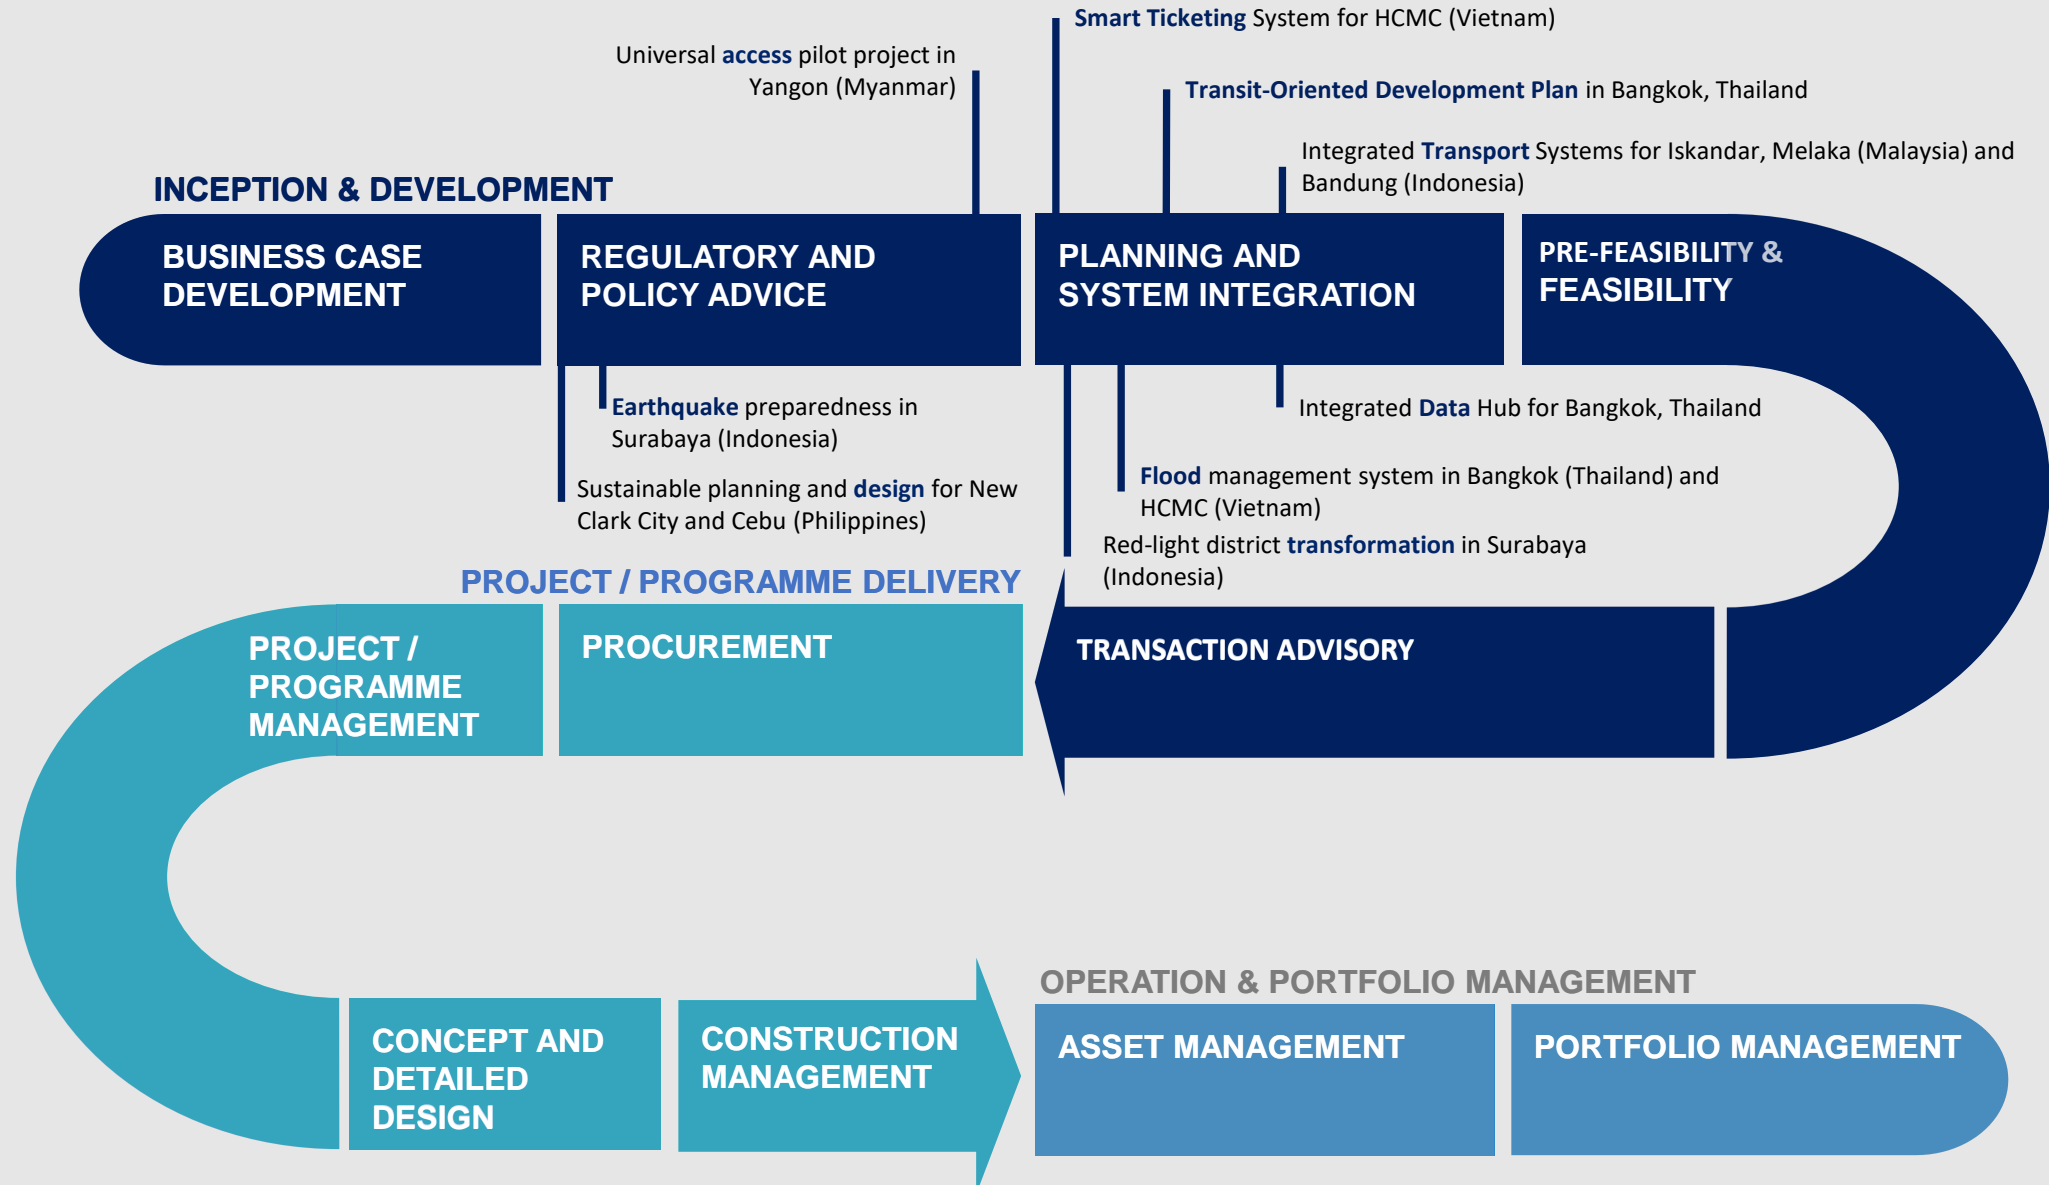 Smart Ticketing System for HCMC (Vietnam)
Universal access pilot project in
Yangon (Myanmar)
Transit-Oriented Development Plan in Bangkok, Thailand
Integrated Transport Systems for Iskandar, Melaka (Malaysia) and
Bandung (Indonesia)
INCEPTION & DEVELOPMENT
BUSINESS CASE
DEVELOPMENT
REGULATORY AND
POLICY ADVICE
PLANNING AND
SYSTEM INTEGRATION
PRE-FEASIBILITY &
FEASIBILITY
Earthquake preparedness in
Surabaya (Indonesia)
Sustainable planning and design for New
Clark City and Cebu (Philippines)
Integrated Data Hub for Bangkok, Thailand
Flood management system in Bangkok (Thailand) and
HCMC (Vietnam)
Red-light district transformation in Surabaya
(Indonesia)
PROJECT / PROGRAMME DELIVERY
PROJECT /
PROGRAMME
MANAGEMENT
PROCUREMENT
TRANSACTION ADVISORY
CONCEPT AND
DETAILED
DESIGN
CONSTRUCTION
MANAGEMENT
OPERATION & PORTFOLIO MANAGEMENT
ASSET MANAGEMENT
PORTFOLIO MANAGEMENT